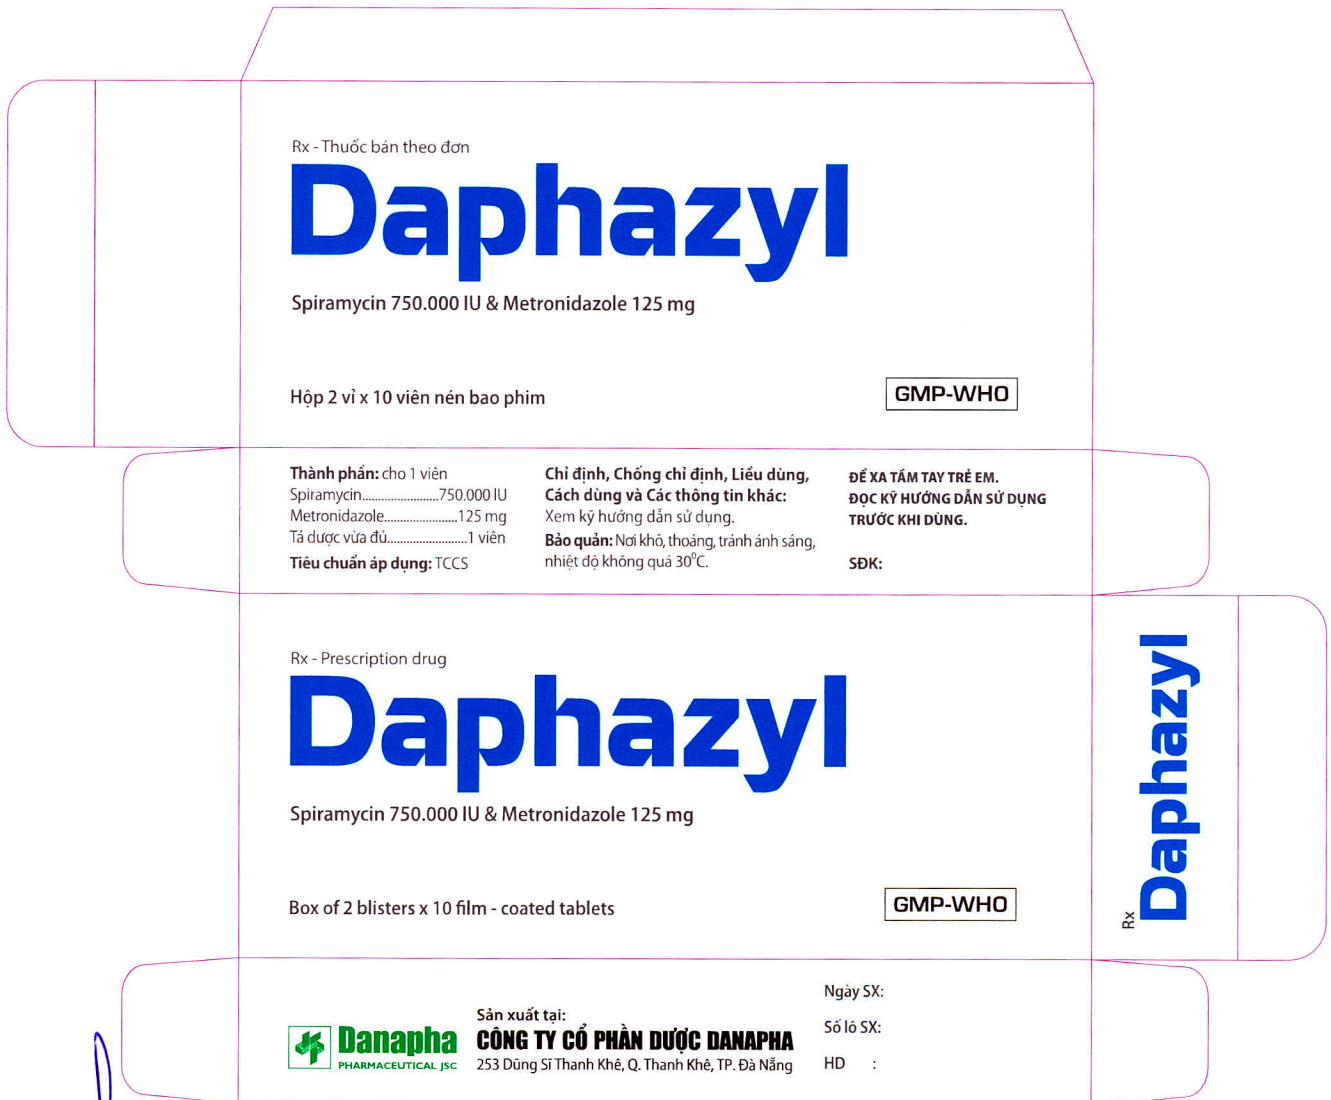 Rx - Thuốc bán theo đơn
Daphazyl
Spiramycin 750.000 IU & Metronidazole 125 mg
Hộp 2 vỉ x 10 viên nén bao phim
GMP-WHO
Thành phần: cho 1 viên
Spiramycin.......................750.000 IU
Metronidazole......................125 mg
Tá dược vừa đủ........................1 viên
Tiêu chuẩn áp dụng: TCCS
Chỉ định, Chống chỉ định, Liều dùng,
Cách dùng và Các thông tin khác:
Xem kỹ hướng dẫn sử dụng.
Bảo quản: Nơi khô, thoáng, tránh ánh sáng,
nhiệt độ không quá 30⁰C.
ĐỂ XA TẦM TAY TRẺ EM.
ĐỌC KỸ HƯỚNG DẪN SỬ DỤNG
TRƯỚC KHI DÙNG.
SĐK:
Rx - Prescription drug
Daphazyl
Spiramycin 750.000 IU & Metronidazole 125 mg
Box of 2 blisters x 10 film - coated tablets
GMP-WHO
Rx
Daphazyl
Danapha
PHARMACEUTICAL JSC
Sản xuất tại:
CÔNG TY CỔ PHẦN DƯỢC DANAPHA
253 Dũng Sĩ Thanh Khê, Q. Thanh Khê, TP. Đà Nẵng
Ngày SX:
Số lô SX:
HD :